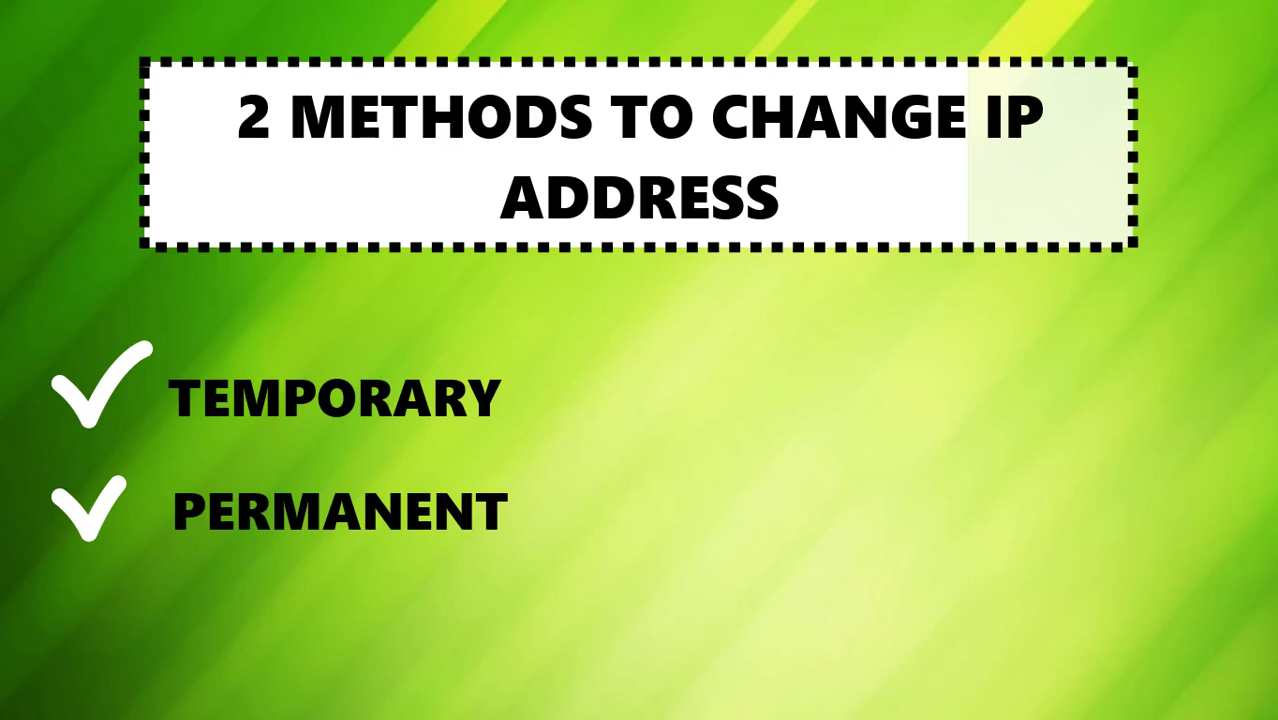 2 METHODS TO CHANGE IP
ADDRESS
TEMPORARY
PERMANENT